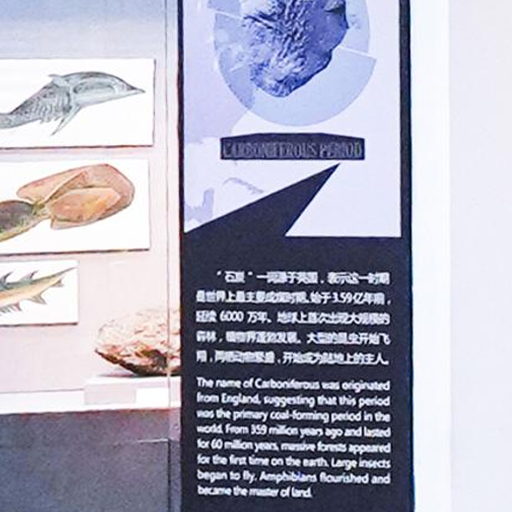 CARBONIFEROUS PERIOD
“石炭”一词源于英国，表示这一时期
是世界上最主要成煤时期。始于3.59亿年前，
延续 6000 万年。地球上首次出现大规模的
森林，植物界蓬勃发展。大型的昆虫开始飞
翔，两栖动物繁盛，开始成为陆地上的主人。
The name of Carboniferous was originated
from England, suggesting that this period
was the primary coal-forming period in the
world. From 359 million years ago and lasted
for 60 million years, massive forests appeared
for the first time on the earth. Large insects
began to fly. Amphibians flourished and
became the master of land.